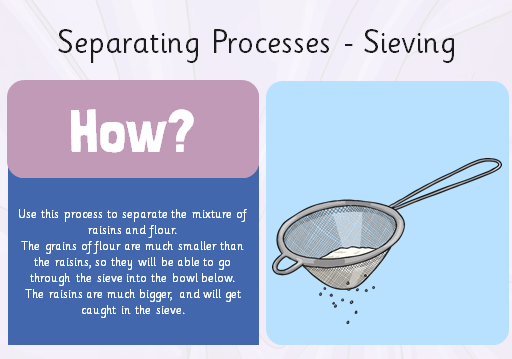 Separating Processes - Sieving
How?
Use this process to separate the mixture of
raisins and flour.
The grains of flour are much smaller than
the raisins, so they will be able to go
through the sieve into the bowl below.
The raisins are much bigger, and will get
caught in the sieve.